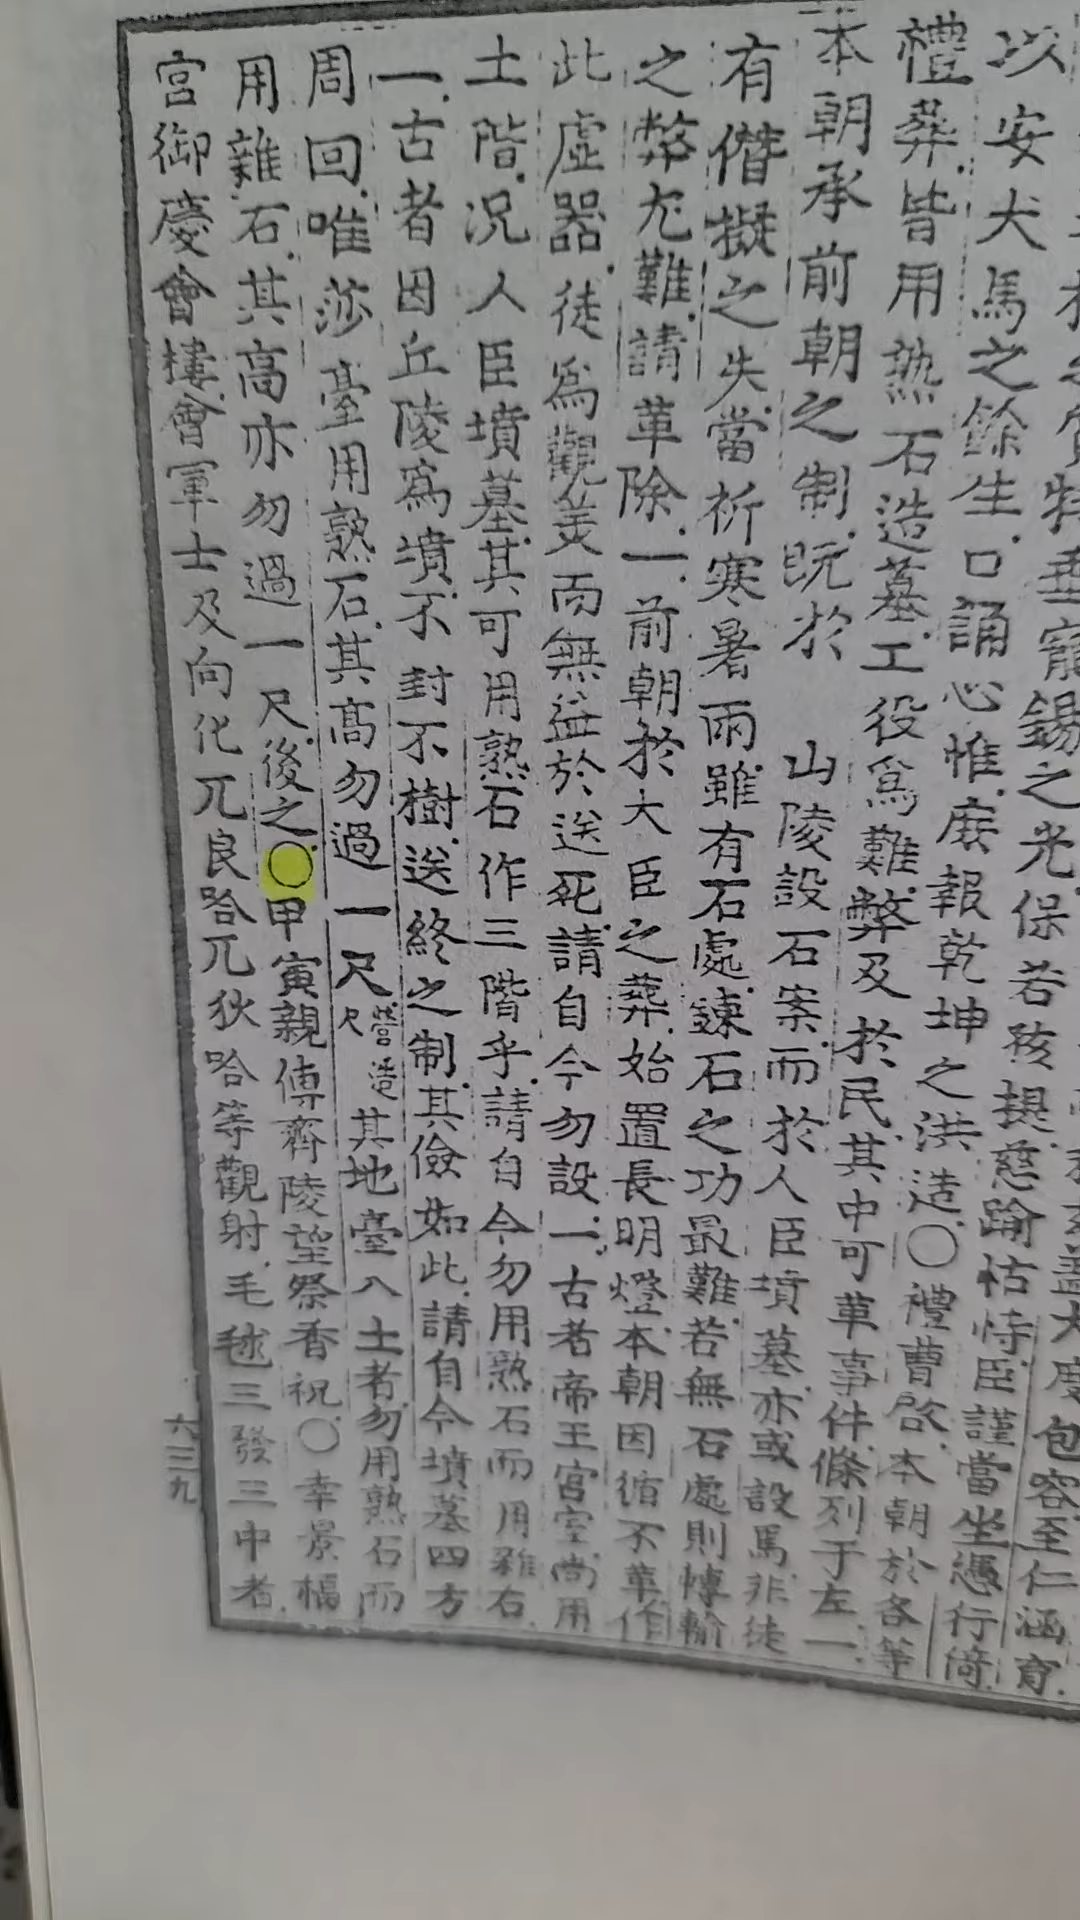 以安犬馬之餘生口誦心惟庶報乾坤之洪造〇禮曹啓本朝於各等
禮葬皆用熟石造墓工役爲難弊及於民其中可革事件條列于左一
本朝承前朝之制旣於 山陵設石案而於人臣墳墓亦或設焉非徒
有僭擬之失當祈寒暑雨雖有石處鍊石之功最難若無石處則轉輸
之弊尤難請革除一前朝於大臣之葬始置長明燈本朝因循不革作
此虛器徒爲觀美而無益於送死請自今勿設一古者帝王宮室尙用
土階况人臣墳墓其可用熟石作三階乎請自今勿用熟石而用雜石
一古者因丘陵爲墳不封不樹送終之制其儉如此請自今墳墓四方
周回唯莎臺用熟石其高勿過一尺營造尺其地臺入土者勿用熟石而
用雜石其高亦勿過一尺後之〇甲寅親傳齊陵望祭香祝〇幸景福
宮御慶會樓會軍士及向化兀良哈兀狄哈等觀射毛毬三發三中者
六三九